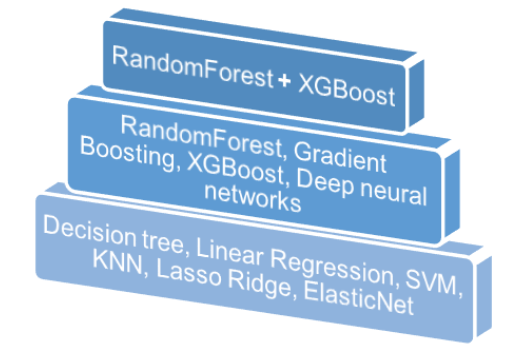 RandomForest + XGBoost
RandomForest, Gradient
Boosting, XGBoost, Deep neural
networks
Decision tree, Linear Regression, SVM,
KNN, Lasso Ridge, ElasticNet